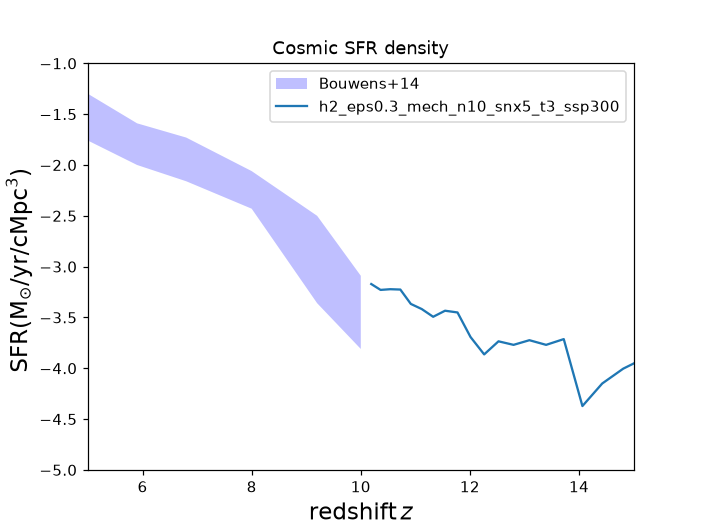 Cosmic SFR density
Bouwens+14
h2_eps0.3_mech_n10_snx5_t3_ssp300
SFR(M⊙/yr/cMpc³)
−1.0
−1.5
−2.0
−2.5
−3.0
−3.5
−4.0
−4.5
−5.0
6 8 10 12 14
redshift z